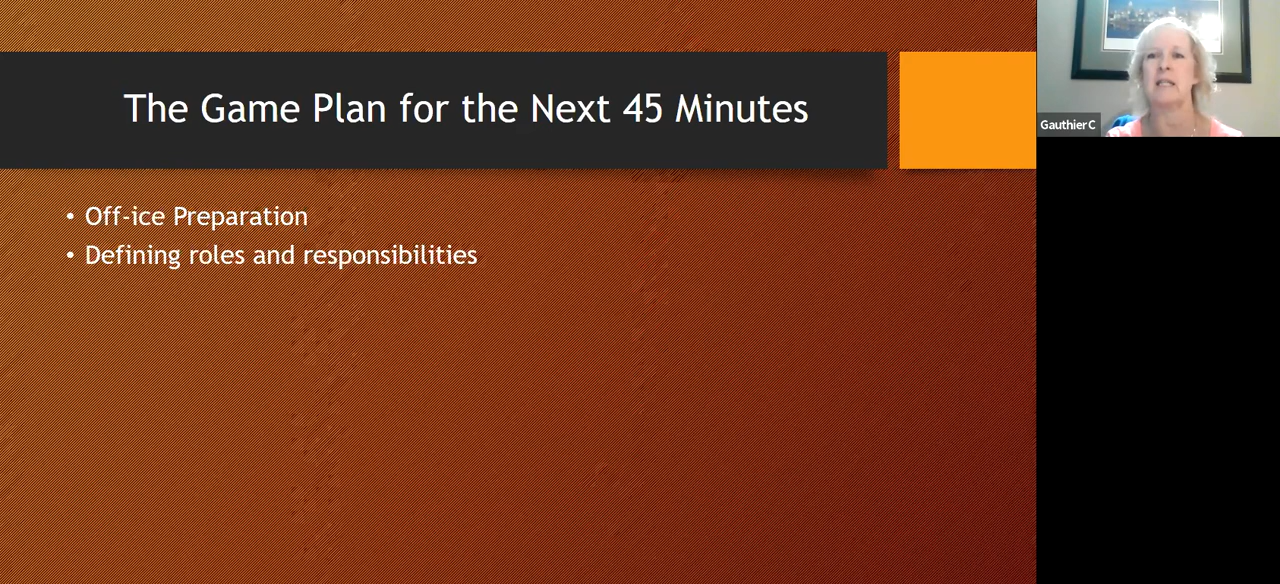 The Game Plan for the Next 45 Minutes
• Off-ice Preparation
• Defining roles and responsibilities
Gauthier C